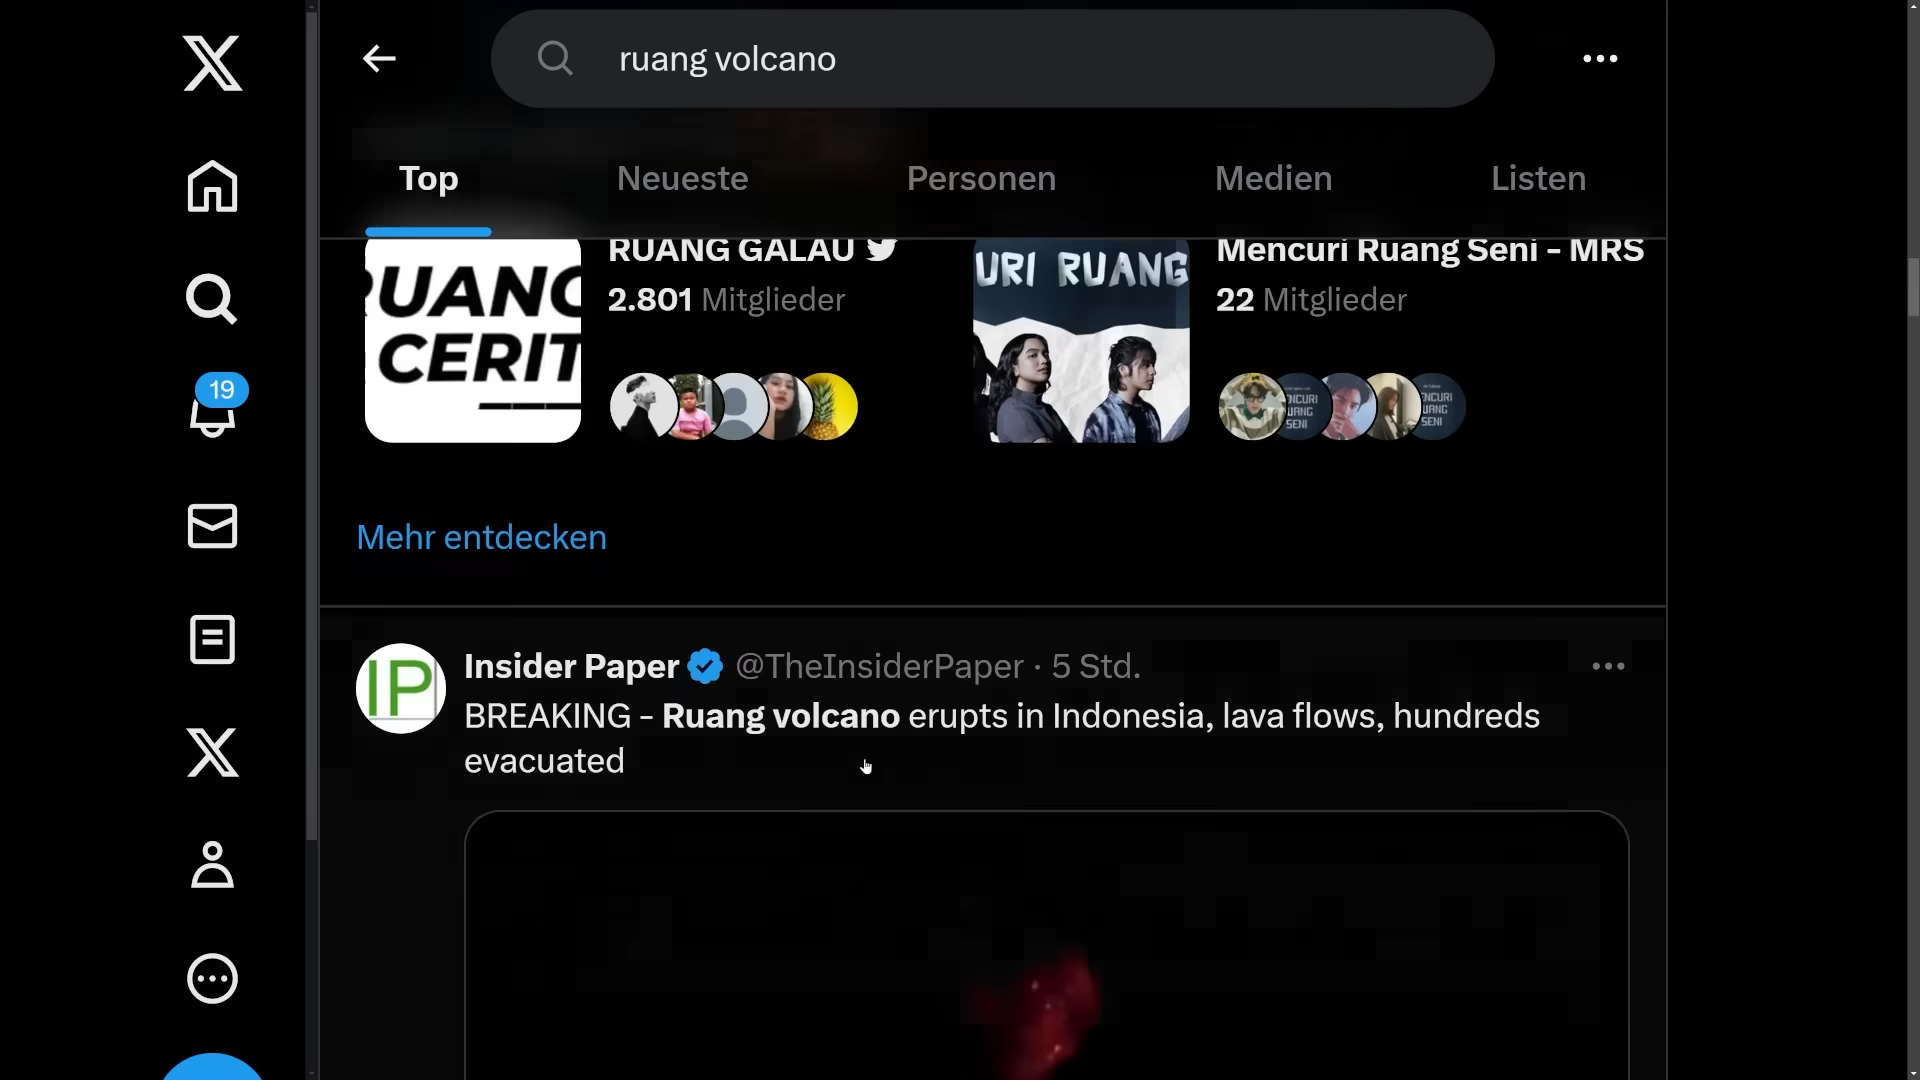 ruang volcano
Top
Neueste
Personen
Medien
Listen
RUANG GALAU
2.801 Mitglieder
Mencuri Ruang Seni - MRS
22 Mitglieder
RUANG
CERIT
URI RUANG
19
Mehr entdecken
IP
Insider Paper @TheInsiderPaper · 5 Std.
BREAKING - Ruang volcano erupts in Indonesia, lava flows, hundreds
evacuated